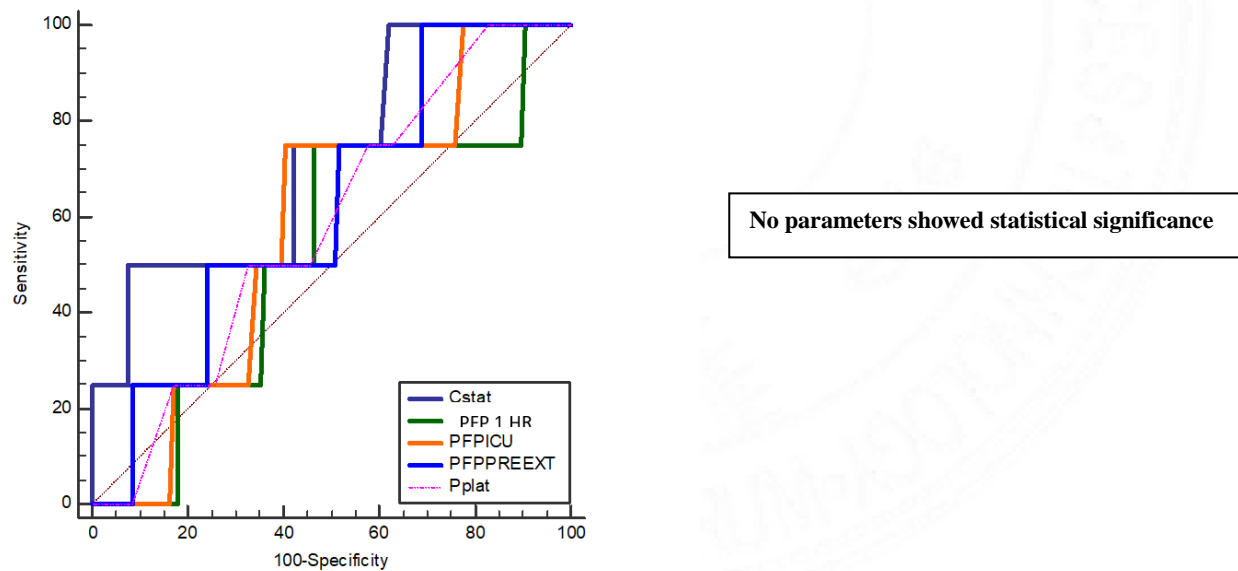 100
80
60
40
20
0
Sensitivity
0 20 40 60 80 100
100-Specificity
Cstat
PFP 1 HR
PFPICU
PFPPREEXT
Pplat
No parameters showed statistical significance